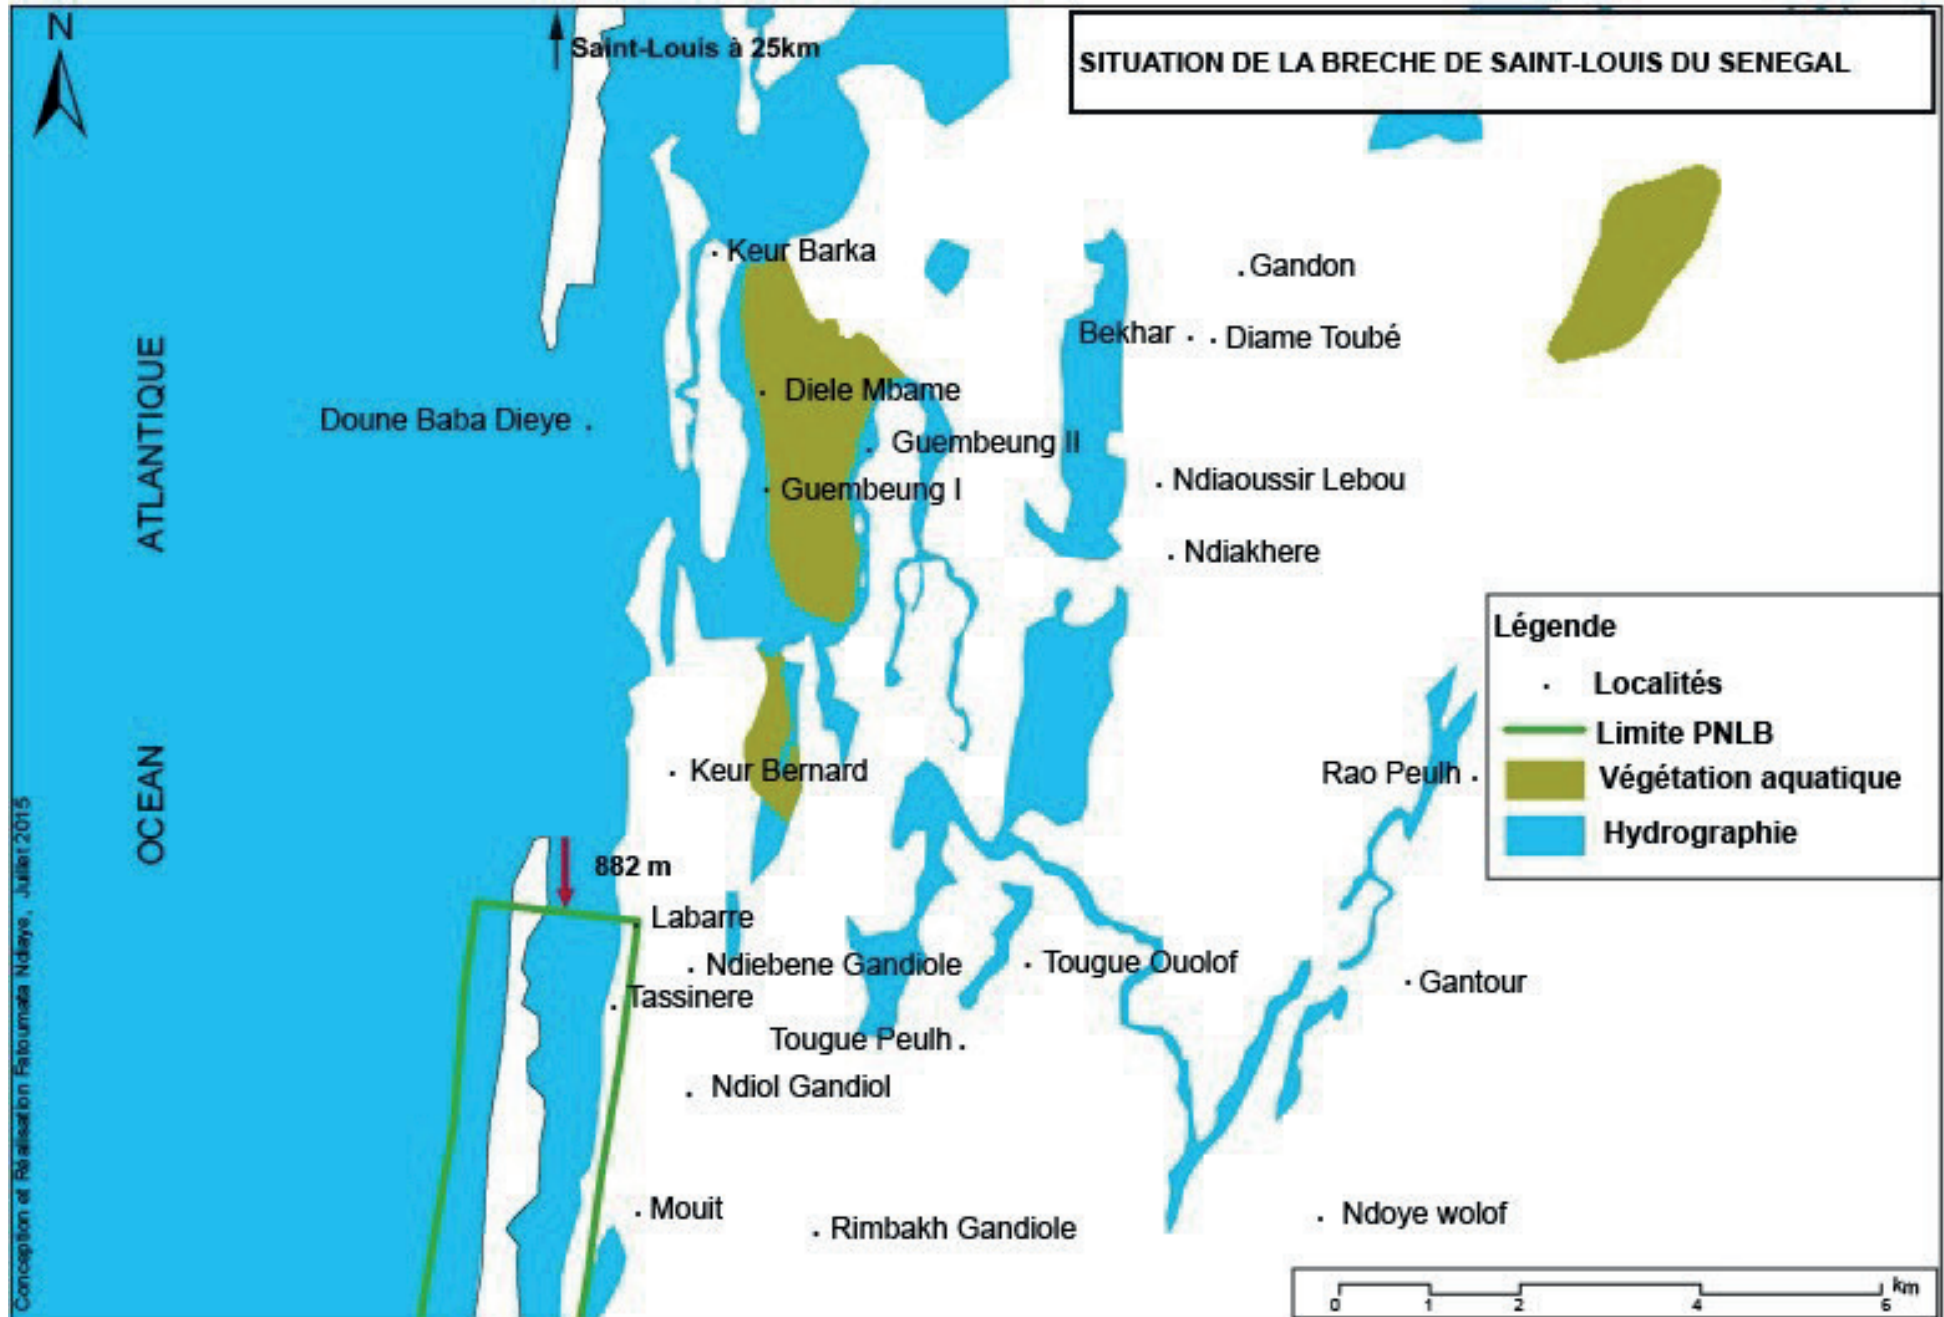 N
Saint-Louis à 25km
SITUATION DE LA BRECHE DE SAINT-LOUIS DU SENEGAL
Keur Barka
Gandon
Bekhar
Diame Toubé
Diele Mbame
Doune Baba Dieye
Guembeung II
Guembeung I
Ndiaoussir Lebou
Ndiakhere
OCEAN ATLANTIQUE
Légende
Localités
Limite PNLB
Végétation aquatique
Hydrographie
Keur Bernard
Rao Peulh
882 m
Labarre
Ndiebene Gandiole
Tougue Ouolof
Gantour
Tassinere
Tougue Peulh
Ndiol Gandiol
Mouit
Rimbakh Gandiole
Ndoye wolof
0 1 2 4 6 km
Conception et Réalisation Fatoumata Ndiaye, Juillet 2015